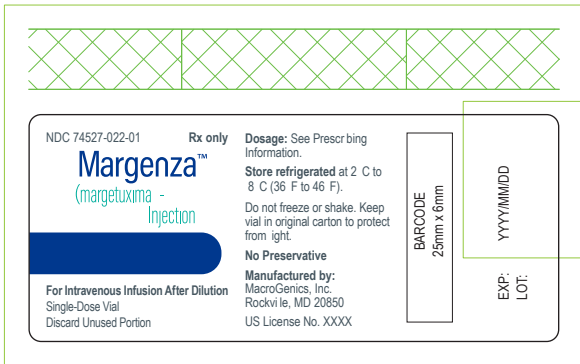 NDC 74527-022-01 Rx only
Margenza™
(margetuxima -
Injection
For Intravenous Infusion After Dilution
Single-Dose Vial
Discard Unused Portion
Dosage: See Prescr bing
Information.
Store refrigerated at 2 C to
8 C (36 F to 46 F).
Do not freeze or shake. Keep
vial in original carton to protect
from ight.
No Preservative
Manufactured by:
MacroGenics, Inc.
Rockvi le, MD 20850
US License No. XXXX
BARCODE
25mm x 6mm
EXP: YYYY/MM/DD
LOT: